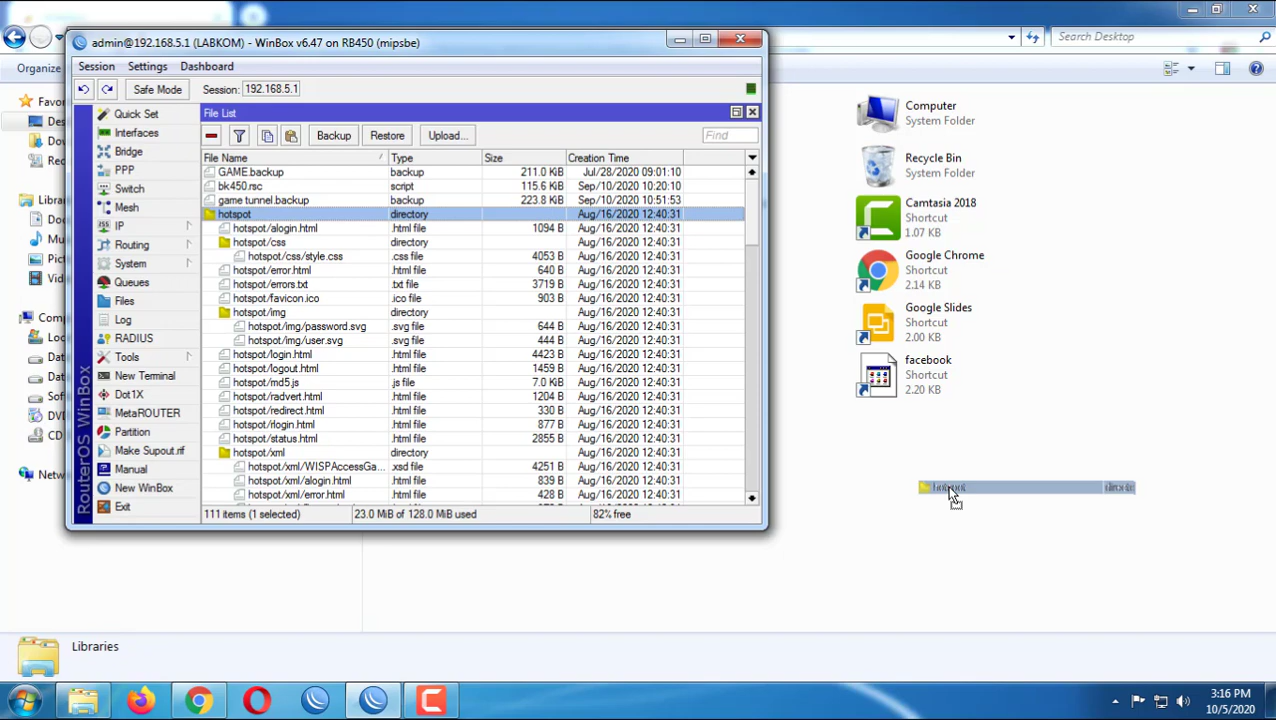 admin@192.168.5.1 (LABKOM) - WinBox v6.47 on RB450 (mipsbe)
Search Desktop
Session Settings Dashboard
Organize
Safe Mode Session: 192.168.5.1
Quick Set
Interfaces
Bridge
PPP
Switch
Mesh
IP
Routing
System
Queues
Files
Log
RADIUS
Tools
New Terminal
Dot1X
MetaROUTER
Partition
Make Supout.rif
Manual
New WinBox
Exit
RouterOS WinBox
File List
Backup Restore Upload... Find
File Name Type Size Creation Time
GAME.backup backup 211.0 KiB Jul/28/2020 09:01:10
bk450.rsc script 115.6 KiB Sep/10/2020 10:20:10
game tunnel.backup backup 223.8 KiB Sep/10/2020 10:51:53
hotspot directory Aug/16/2020 12:40:31
hotspot/alogin.html .html file 1094 B Aug/16/2020 12:40:31
hotspot/css directory Aug/16/2020 12:40:31
hotspot/css/style.css .css file 4053 B Aug/16/2020 12:40:31
hotspot/error.html .html file 640 B Aug/16/2020 12:40:31
hotspot/errors.txt .txt file 3719 B Aug/16/2020 12:40:31
hotspot/favicon.ico .ico file 903 B Aug/16/2020 12:40:31
hotspot/img directory Aug/16/2020 12:40:31
hotspot/img/password.svg .svg file 644 B Aug/16/2020 12:40:31
hotspot/img/user.svg .svg file 444 B Aug/16/2020 12:40:31
hotspot/login.html .html file 4423 B Aug/16/2020 12:40:31
hotspot/logout.html .html file 1459 B Aug/16/2020 12:40:31
hotspot/md5.js .js file 7.0 KiB Aug/16/2020 12:40:31
hotspot/radvert.html .html file 1204 B Aug/16/2020 12:40:31
hotspot/redirect.html .html file 330 B Aug/16/2020 12:40:31
hotspot/rlogin.html .html file 877 B Aug/16/2020 12:40:31
hotspot/status.html .html file 2855 B Aug/16/2020 12:40:31
hotspot/xml directory Aug/16/2020 12:40:31
hotspot/xml/WISPAccessGa... .xsd file 4251 B Aug/16/2020 12:40:31
hotspot/xml/alogin.html .html file 839 B Aug/16/2020 12:40:31
hotspot/xml/error.html .html file 428 B Aug/16/2020 12:40:31
111 items (1 selected) 23.0 MiB of 128.0 MiB used 82% free
Computer
System Folder
Recycle Bin
System Folder
Camtasia 2018
Shortcut
1.07 KB
Google Chrome
Shortcut
2.14 KB
Google Slides
Shortcut
2.00 KB
facebook
Shortcut
2.20 KB
hotspot
Libraries
3:16 PM
10/5/2020